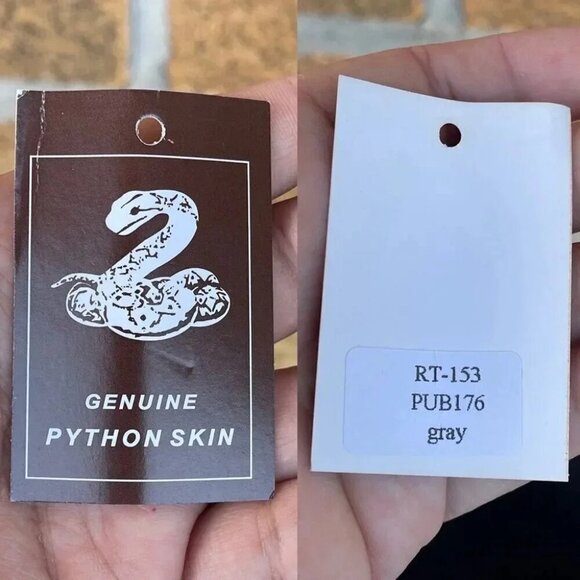 GENUINE
PYTHON SKIN
RT-153
PUB176
gray